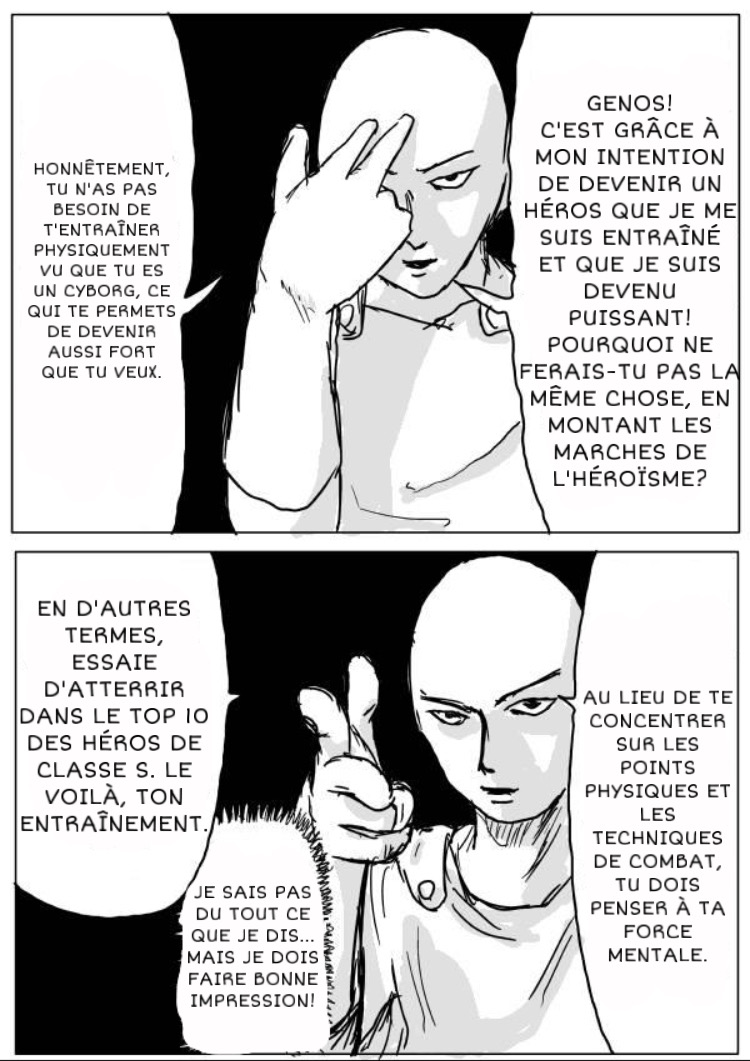 GENOS!
C'EST GRÂCE À
MON INTENTION
DE DEVENIR UN
HÉROS QUE JE ME
SUIS ENTRAÎNÉ
ET QUE JE SUIS
DEVENU
PUISSANT!
POURQUOI NE
FERAIS-TU PAS LA
MÊME CHOSE, EN
MONTANT LES
MARCHES DE
L'HÉROÏSME?
HONNÊTEMENT,
TU N'AS PAS
BESOIN DE
T'ENTRAÎNER
PHYSIQUEMENT
VU QUE TU ES
UN CYBORG, CE
QUI TE PERMETS
DE DEVENIR
AUSSI FORT
QUE TU VEUX.
AU LIEU DE TE
CONCENTRER
SUR LES
POINTS
PHYSIQUES ET
LES
TECHNIQUES
DE COMBAT,
TU DOIS
PENSER À TA
FORCE
MENTALE.
EN D'AUTRES
TERMES,
ESSAIE
D'ATTERRIR
DANS LE TOP 10
DES HÉROS DE
CLASSE S. LE
VOILÀ, TON
ENTRAÎNEMENT.
JE SAIS PAS
DU TOUT CE
QUE JE DIS...
MAIS JE DOIS
FAIRE BONNE
IMPRESSION!